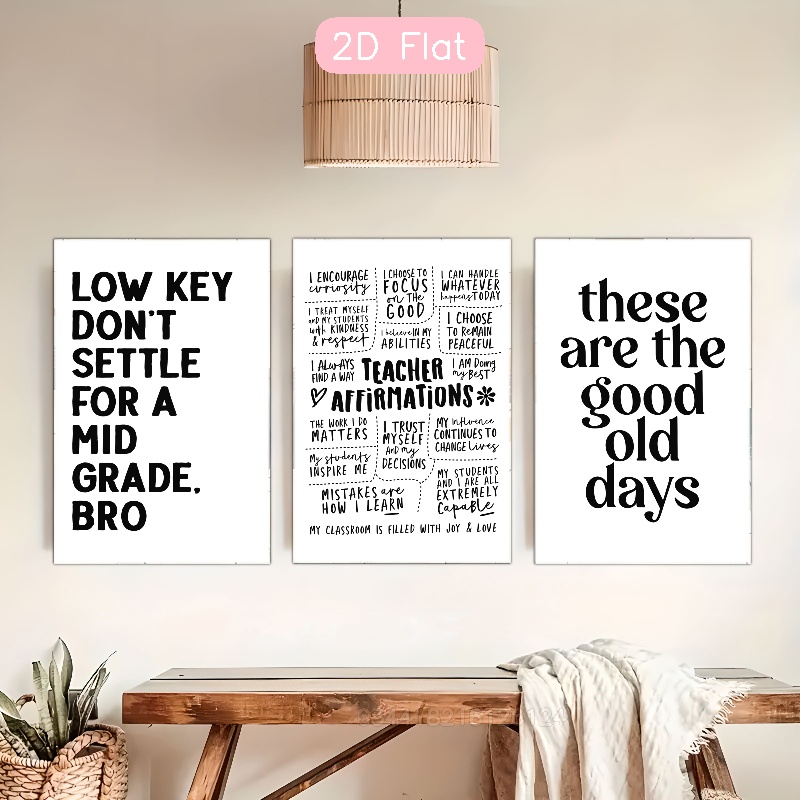 2D Flat
LOW KEY
DON'T
SETTLE
FOR A
MID
GRADE,
BRO
I ENCOURAGE
curiosity
I CHOOSE TO
FOCUS
on the
GOOD
I CAN HANDLE
WHATEVER
happens TODAY
I TREAT MYSELF
AND MY STUDENTS
with KINDNESS
& respect
I believe IN MY
ABILITIES
I CHOOSE
TO REMAIN
PEACEFUL
I ALWAYS
FIND A WAY
TEACHER
AFFIRMATIONS
I AM Doing
my BEST
THE WORK I DO
MATTERS
I TRUST
MYSELF
AND my
DECISIONS
MY influence
CONTINUES TO
CHANGE lives
My students
INSPIRE ME
MISTAKES are
HOW I LEARN
MY STUDENTS
AND I ARE ALL
EXTREMELY
Capable
MY CLASSROOM IS FILLED WITH JOY & LOVE
these
are the
good
old
days